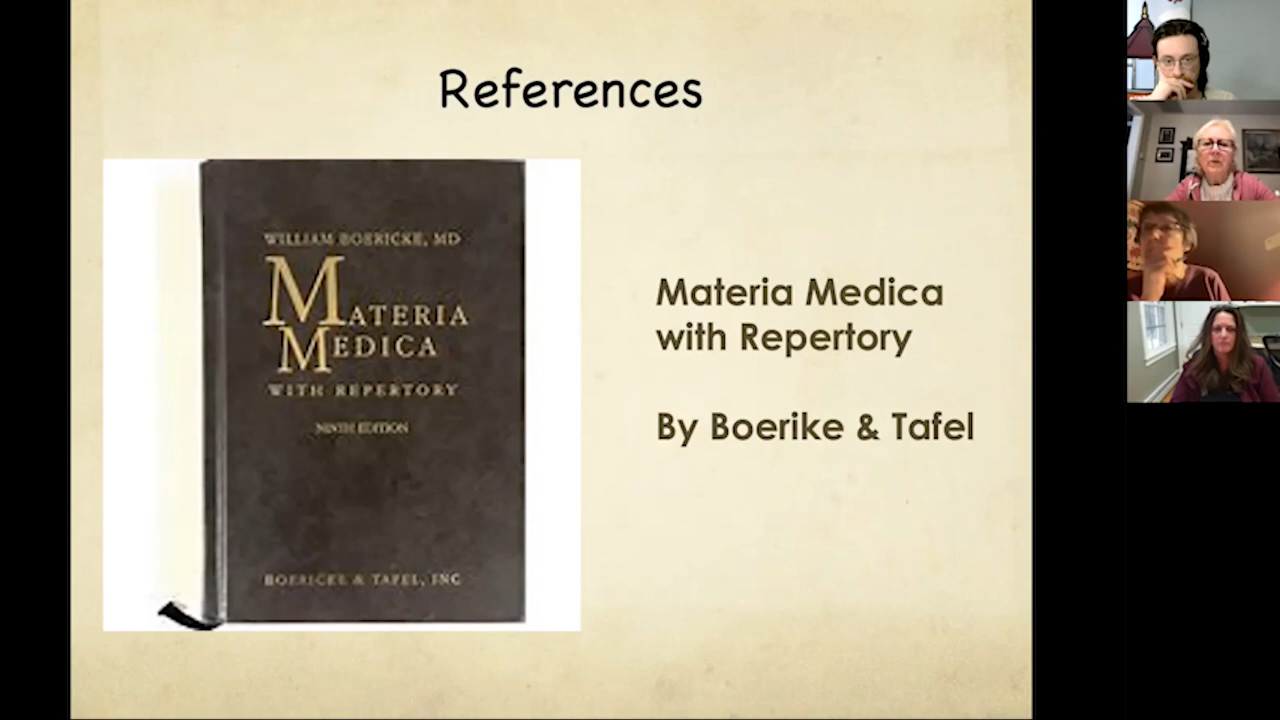 References
WILLIAM BOERICKE, MD
MATERIA
MEDICA
WITH REPERTORY
NINTH EDITION
BOERICKE & TAFEL, INC
Materia Medica
with Repertory
By Boerike & Tafel